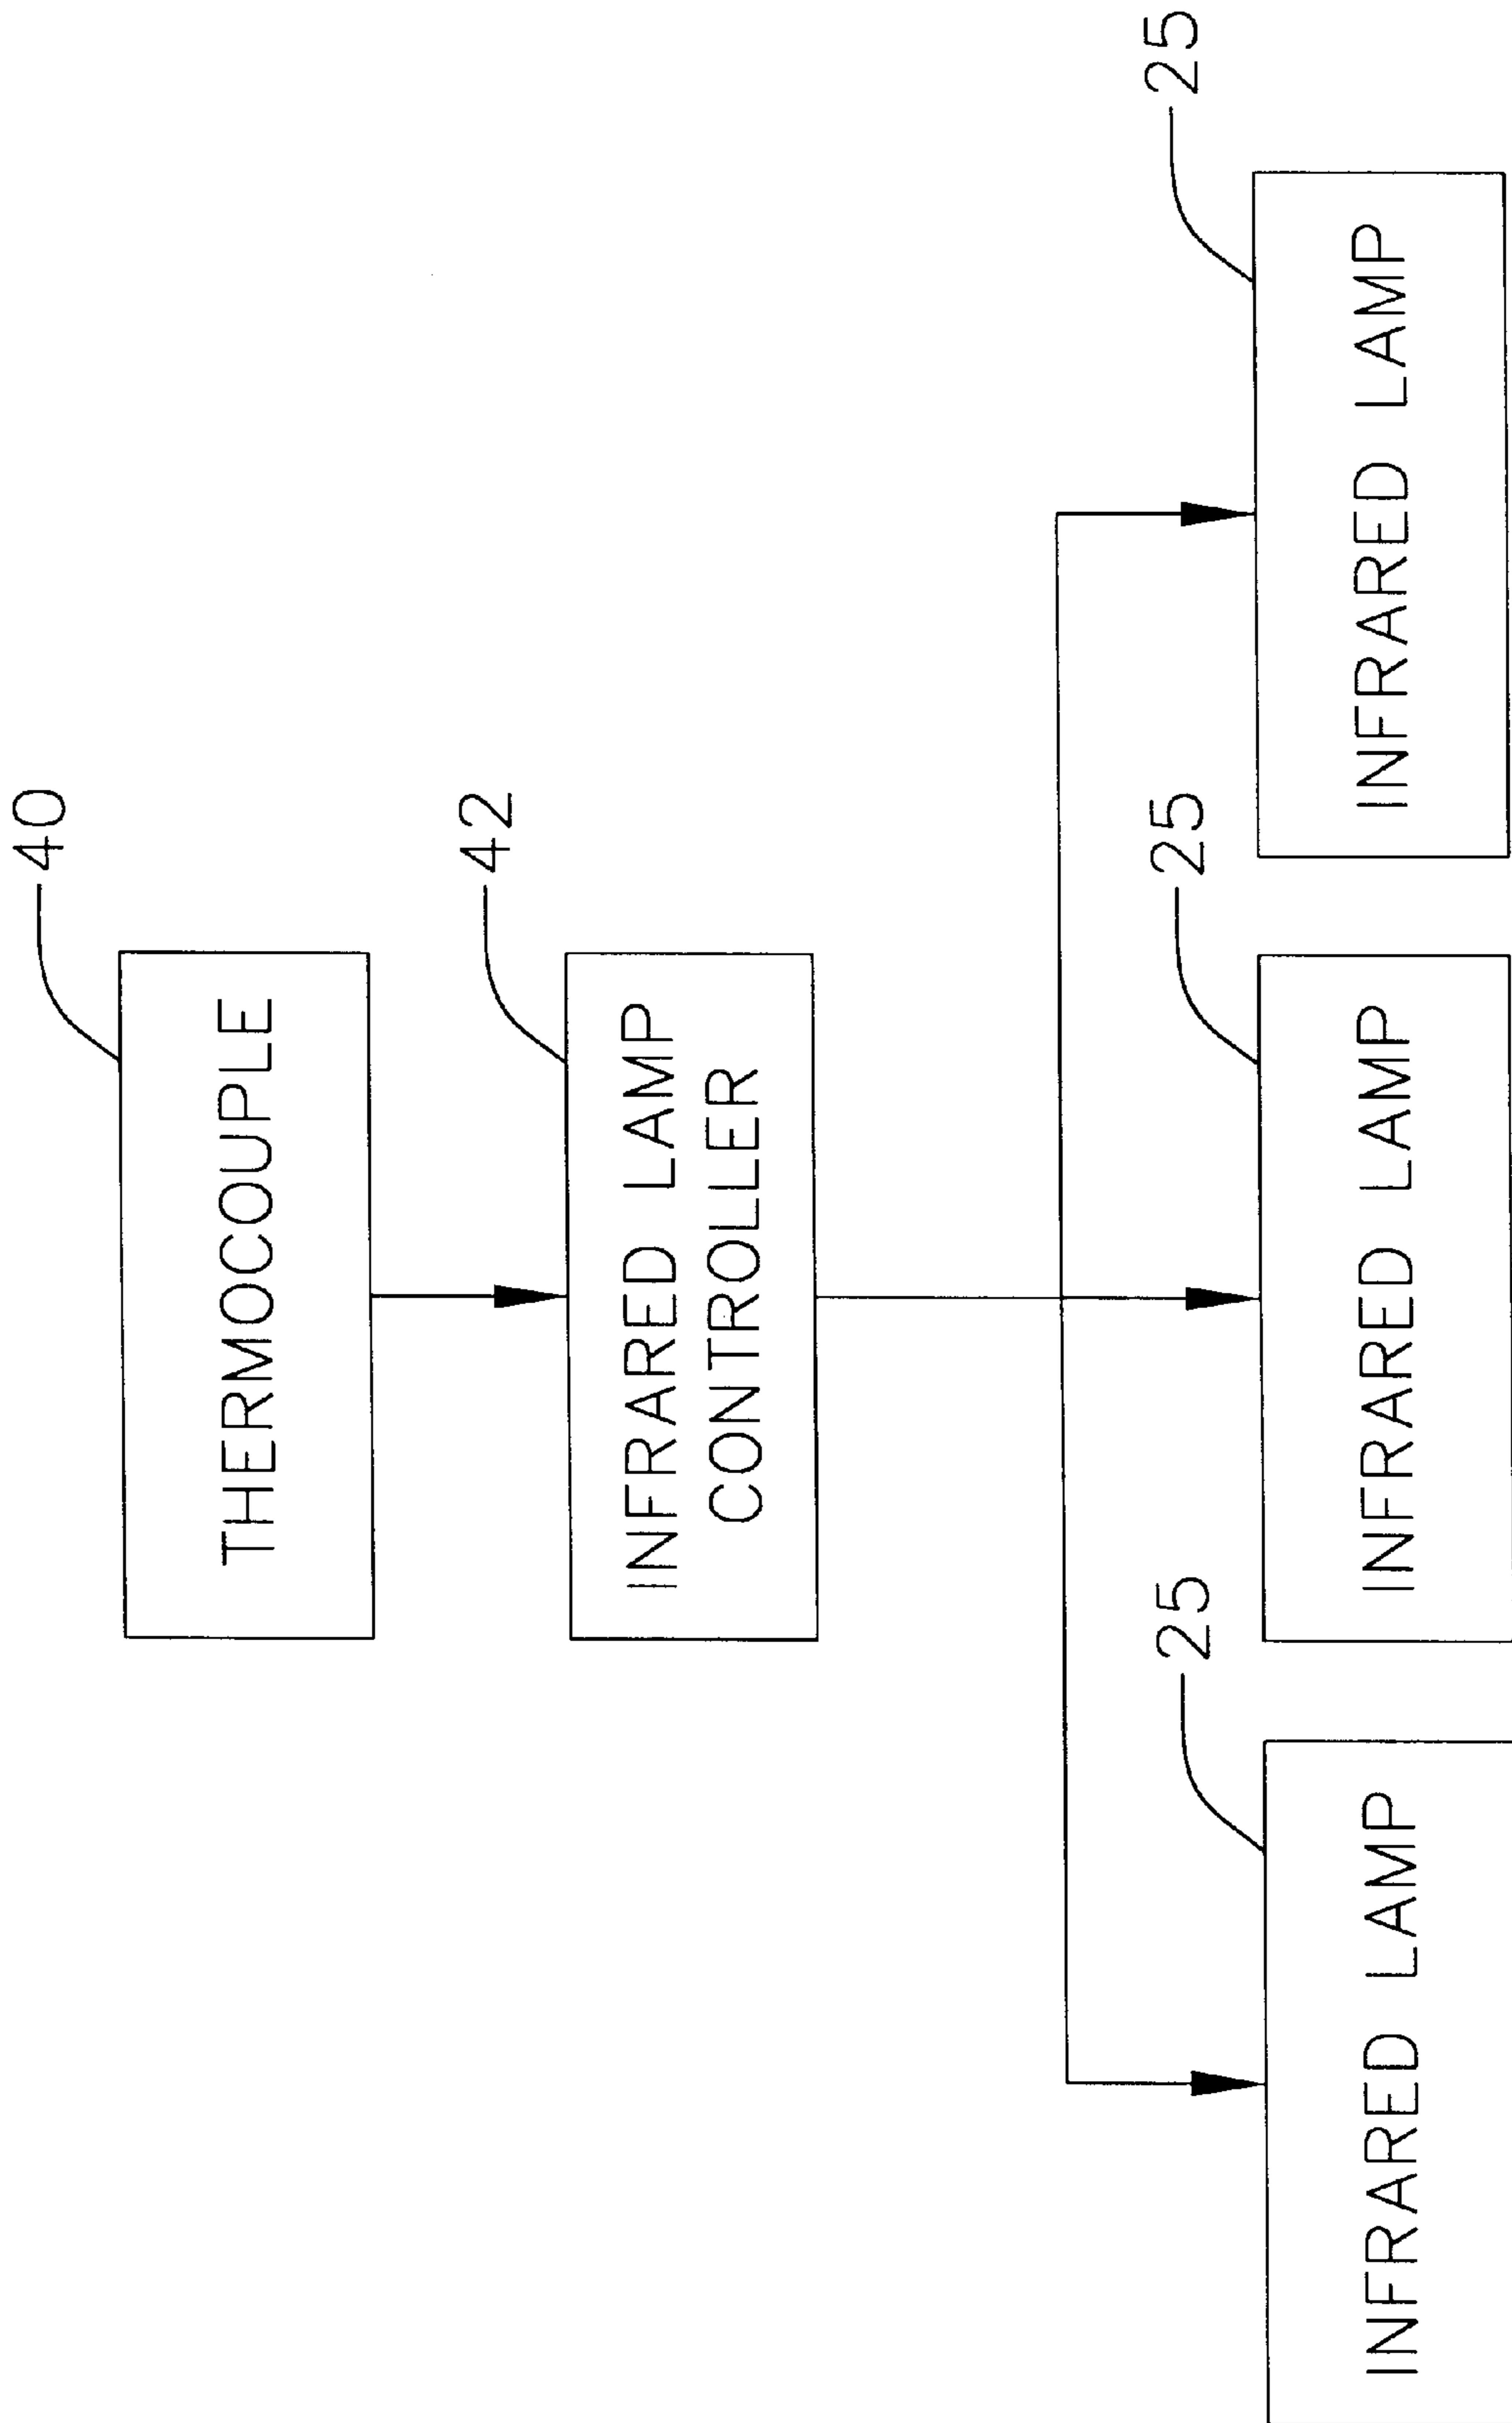 40
THERMOCOUPLE
42
INFRARED LAMP
CONTROLLER
25
INFRARED LAMP
25
INFRARED LAMP
25
INFRARED LAMP